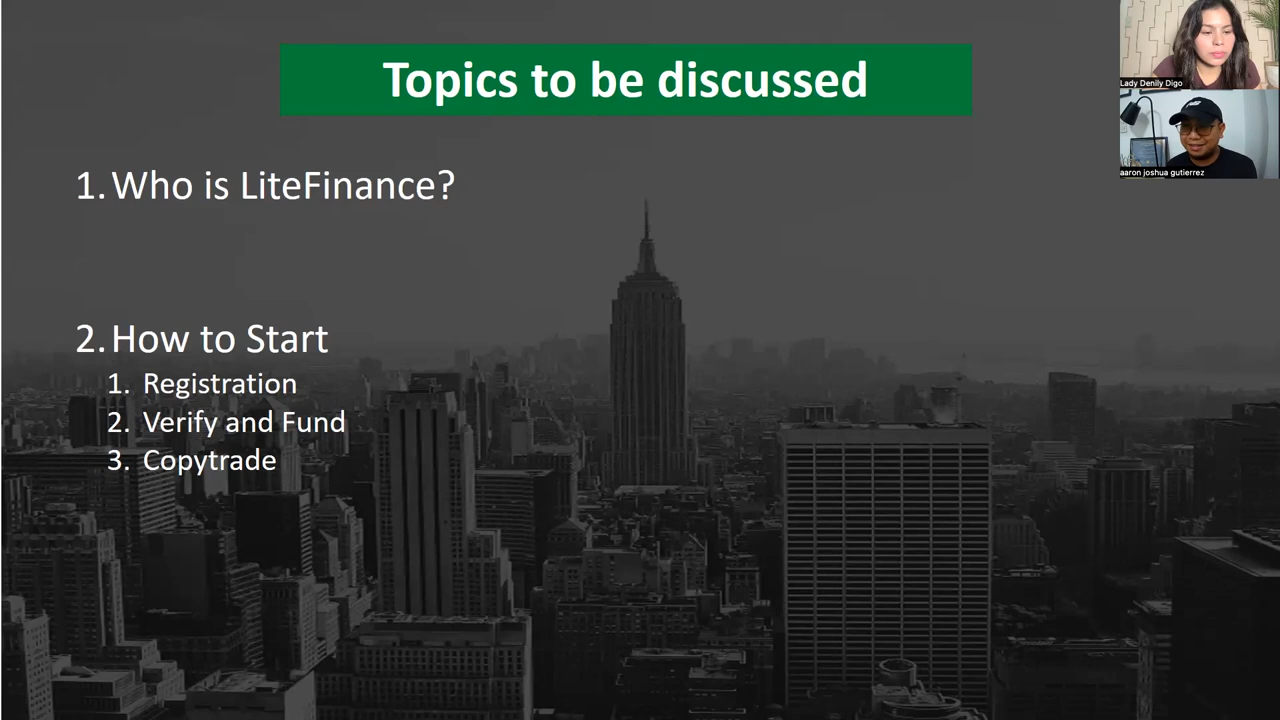 Topics to be discussed
1. Who is LiteFinance?
2. How to Start
1. Registration
2. Verify and Fund
3. Copytrade
Lady Denily Digo
aaron joshua gutierrez